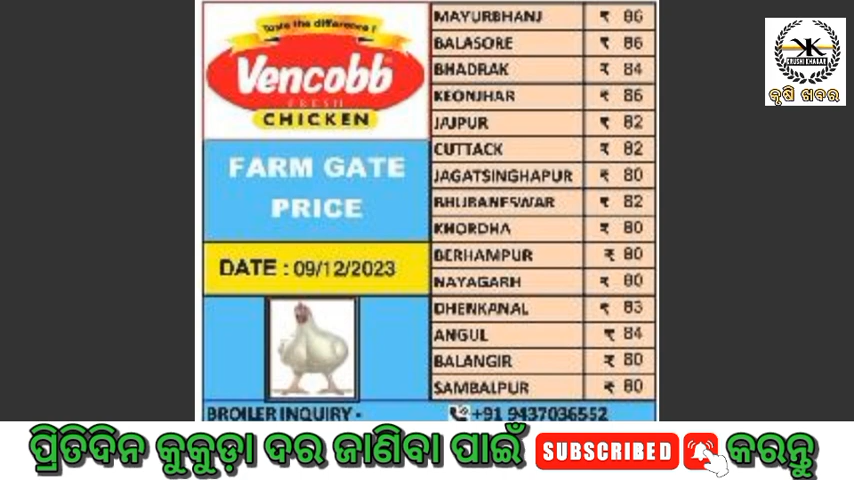 Taste the difference!
Vencobb
FRESH
CHICKEN
FARM GATE
PRICE
DATE : 09/12/2023
MAYURBHANJ ₹ 86
BALASORE ₹ 86
BHADRAK ₹ 84
KEONJHAR ₹ 86
JAJPUR ₹ 82
CUTTACK ₹ 82
JAGATSINGHAPUR ₹ 80
BHUBANESWAR ₹ 82
KHORDHA ₹ 80
BERHAMPUR ₹ 80
NAYAGARH ₹ 80
DHENKANAL ₹ 83
ANGUL ₹ 84
BALANGIR ₹ 80
SAMBALPUR ₹ 80
BROILER INQUIRY - +91 9437036552
KK
KRUSHI KHABAR
କୃଷି ଖବର
ପ୍ରିତିଦିନ କୁକୁଡ଼ା ଦର ଜାଣିବା ପାଇଁ SUBSCRIBED କରନ୍ତୁ